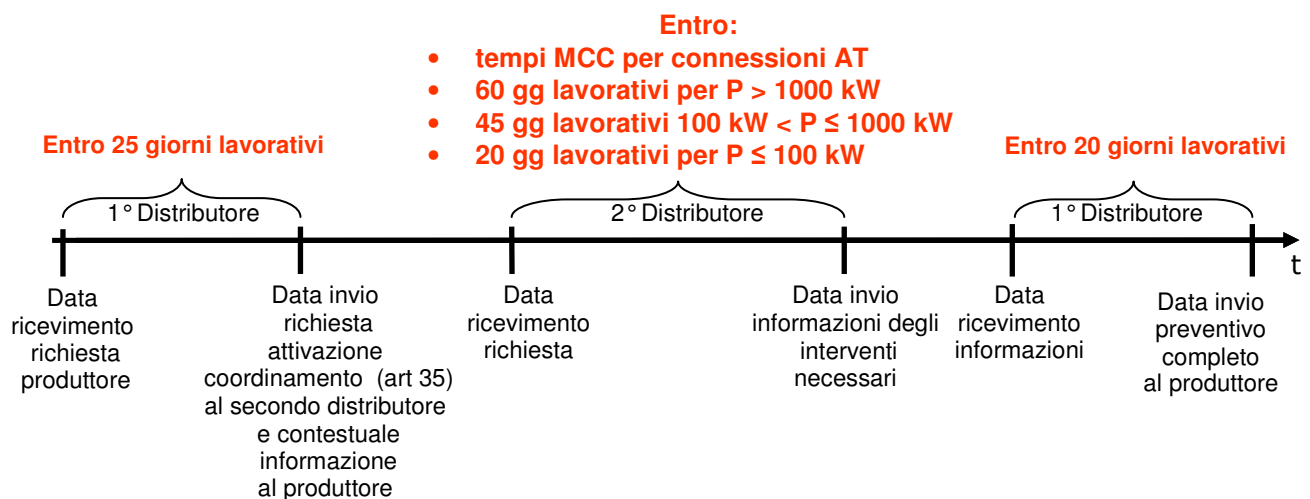 Entro:
• tempi MCC per connessioni AT
• 60 gg lavorativi per P > 1000 kW
• 45 gg lavorativi 100 kW < P ≤ 1000 kW
• 20 gg lavorativi per P ≤ 100 kW
Entro 25 giorni lavorativi
Entro 20 giorni lavorativi
1° Distributore
2° Distributore
1° Distributore
t
Data
ricevimento
richiesta
produttore
Data invio
richiesta
attivazione
coordinamento (art 35)
al secondo distributore
e contestuale
informazione
al produttore
Data
ricevimento
richiesta
Data invio
informazioni degli
interventi
necessari
Data
ricevimento
informazioni
Data invio
preventivo
completo
al produttore